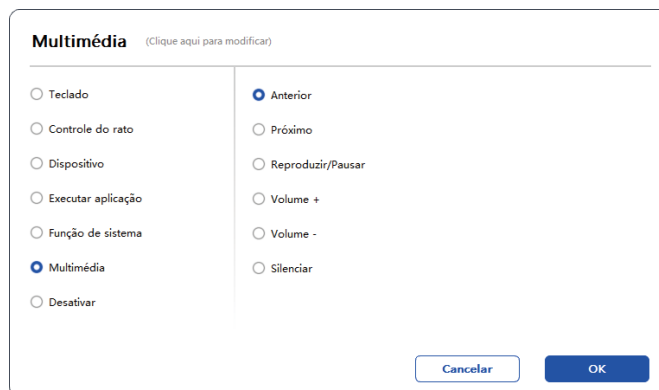 Multimédia (Clique aqui para modificar)
Teclado
Controle do rato
Dispositivo
Executar aplicação
Função de sistema
Multimédia
Desativar
Anterior
Próximo
Reproduzir/Pausar
Volume +
Volume -
Silenciar
Cancelar OK